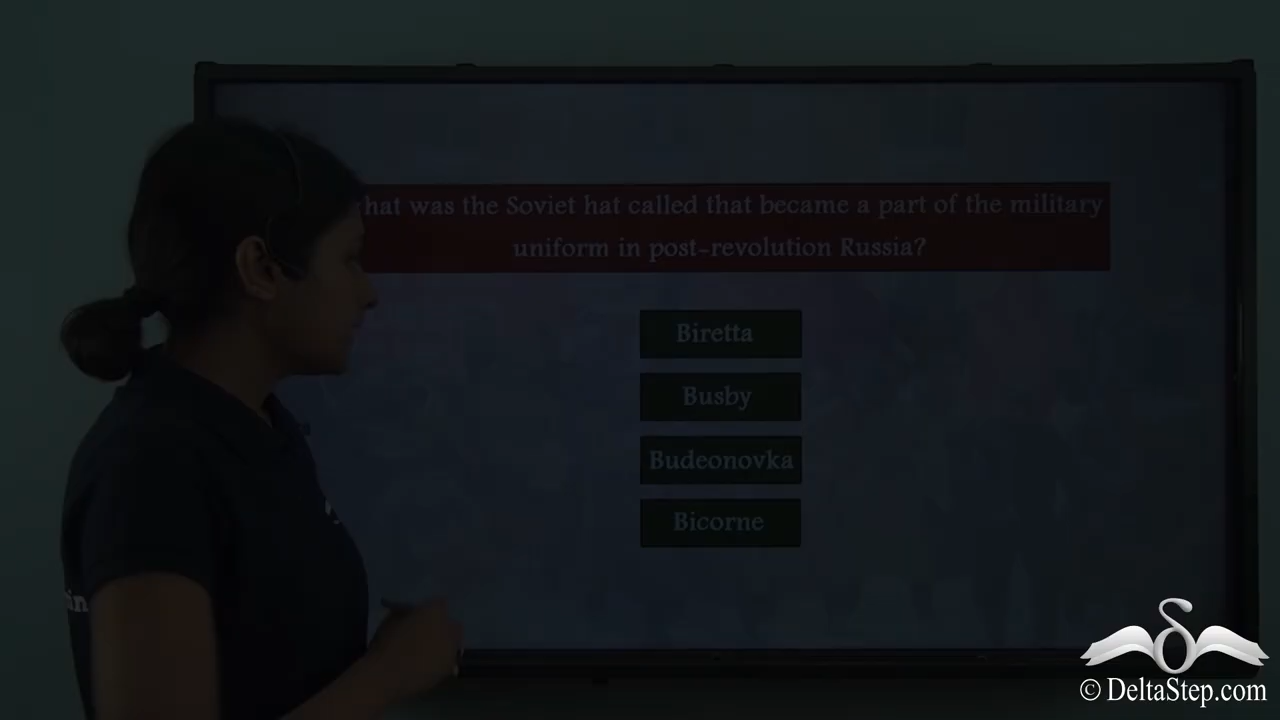 hat was the Soviet hat called that became a part of the military
uniform in post-revolution Russia?
Biretta
Busby
Budeonovka
Bicorne
in
© DeltaStep.com